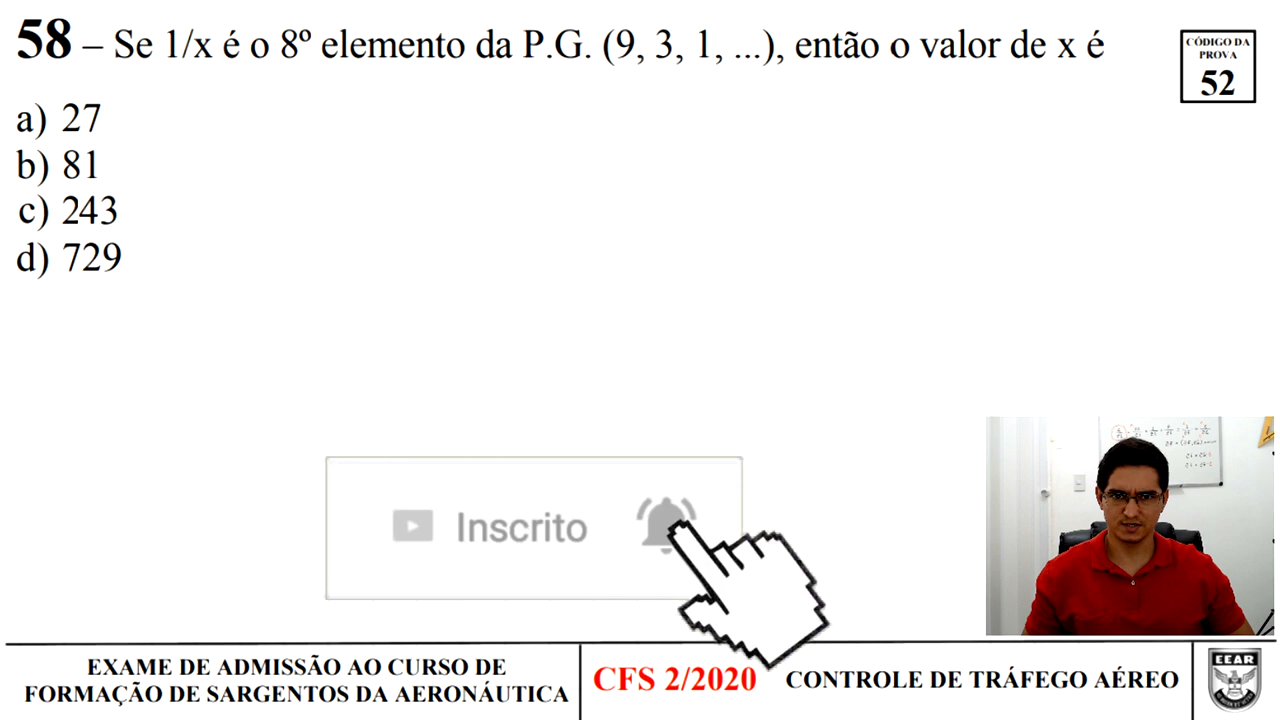 58 – Se 1/x é o 8º elemento da P.G. (9, 3, 1, ...), então o valor de x é
CÓDIGO DA
PROVA
52
a) 27
b) 81
c) 243
d) 729
Inscrito
EXAME DE ADMISSÃO AO CURSO DE
FORMAÇÃO DE SARGENTOS DA AERONÁUTICA
CFS 2/2020
CONTROLE DE TRÁFEGO AÉREO
EEAR